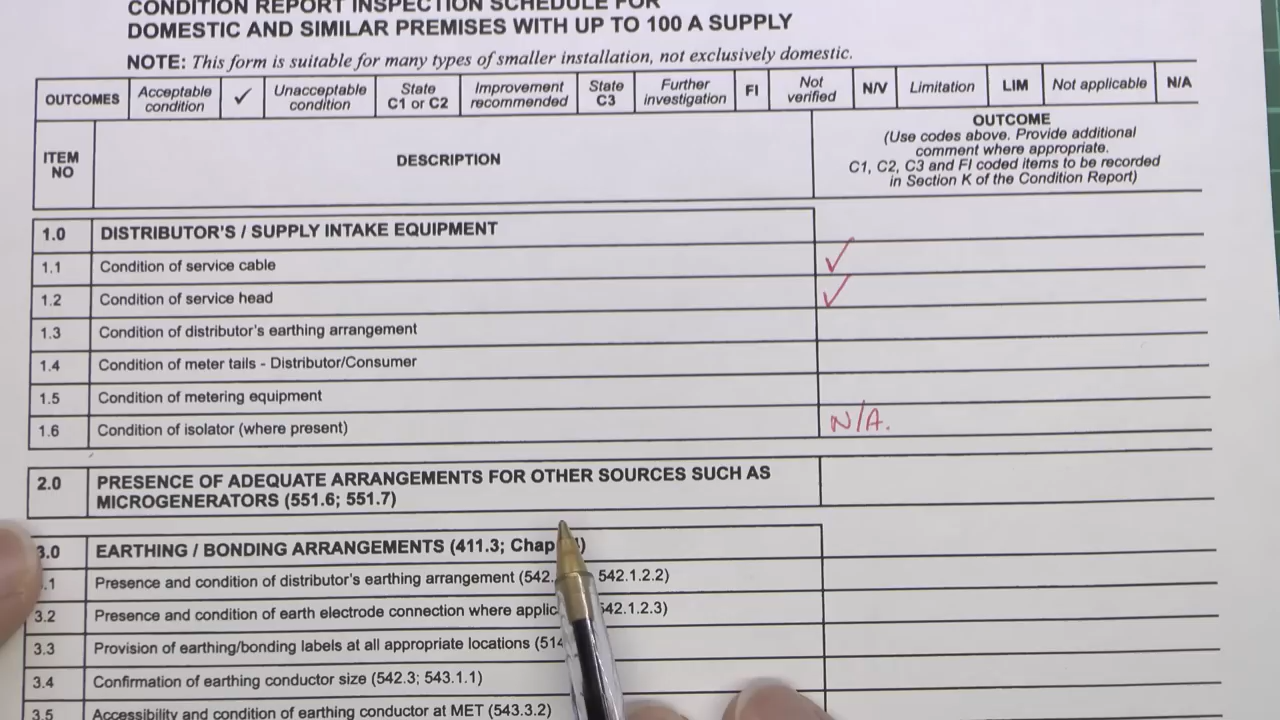 CONDITION REPORT INSPECTION SCHEDULE FOR
DOMESTIC AND SIMILAR PREMISES WITH UP TO 100 A SUPPLY
NOTE: This form is suitable for many types of smaller installation, not exclusively domestic.
OUTCOMES Acceptable condition ✓ Unacceptable condition State C1 or C2 Improvement recommended State C3 Further investigation FI Not verified N/V Limitation LIM Not applicable N/A
ITEM NO DESCRIPTION
OUTCOME
(Use codes above. Provide additional
comment where appropriate.
C1, C2, C3 and FI coded items to be recorded
in Section K of the Condition Report)
1.0 DISTRIBUTOR'S / SUPPLY INTAKE EQUIPMENT
1.1 Condition of service cable ✓
1.2 Condition of service head ✓
1.3 Condition of distributor's earthing arrangement
1.4 Condition of meter tails - Distributor/Consumer
1.5 Condition of metering equipment
1.6 Condition of isolator (where present) N/A.
2.0 PRESENCE OF ADEQUATE ARRANGEMENTS FOR OTHER SOURCES SUCH AS
MICROGENERATORS (551.6; 551.7)
3.0 EARTHING / BONDING ARRANGEMENTS (411.3;
.1 Presence and condition of distributor's earthing arrangement (542. 542.1.2.2)
3.2 Presence and condition of earth electrode connection where 542.1.2.3)
3.3 Provision of earthing/bonding labels at all appropriate locations (514
3.4 Confirmation of earthing conductor size (542.3; 543.1.1)
3.5 Accessibility and condition of earthing conductor at MET (543.3.2)